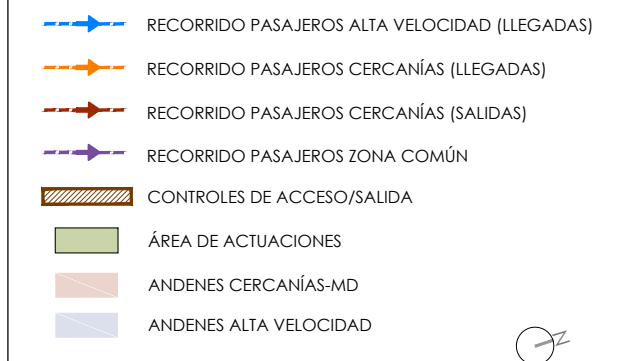 RECORRIDO PASAJEROS ALTA VELOCIDAD (LLEGADAS)
RECORRIDO PASAJEROS CERCANÍAS (LLEGADAS)
RECORRIDO PASAJEROS CERCANÍAS (SALIDAS)
RECORRIDO PASAJEROS ZONA COMÚN
CONTROLES DE ACCESO/SALIDA
ÁREA DE ACTUACIONES
ANDENES CERCANÍAS-MD
ANDENES ALTA VELOCIDAD
N